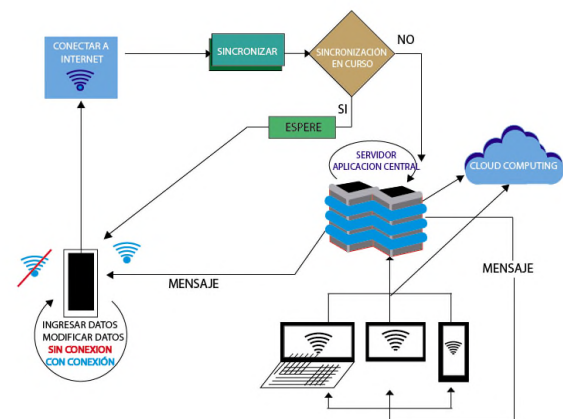 CONECTAR A
INTERNET
SINCRONIZAR
SINCRONIZACIÓN
EN CURSO
NO
SI
ESPERE
SERVIDOR
APLICACION CENTRAL
CLOUD COMPUTING
MENSAJE
MENSAJE
INGRESAR DATOS
MODIFICAR DATOS
SIN CONEXION
CON CONEXIÓN